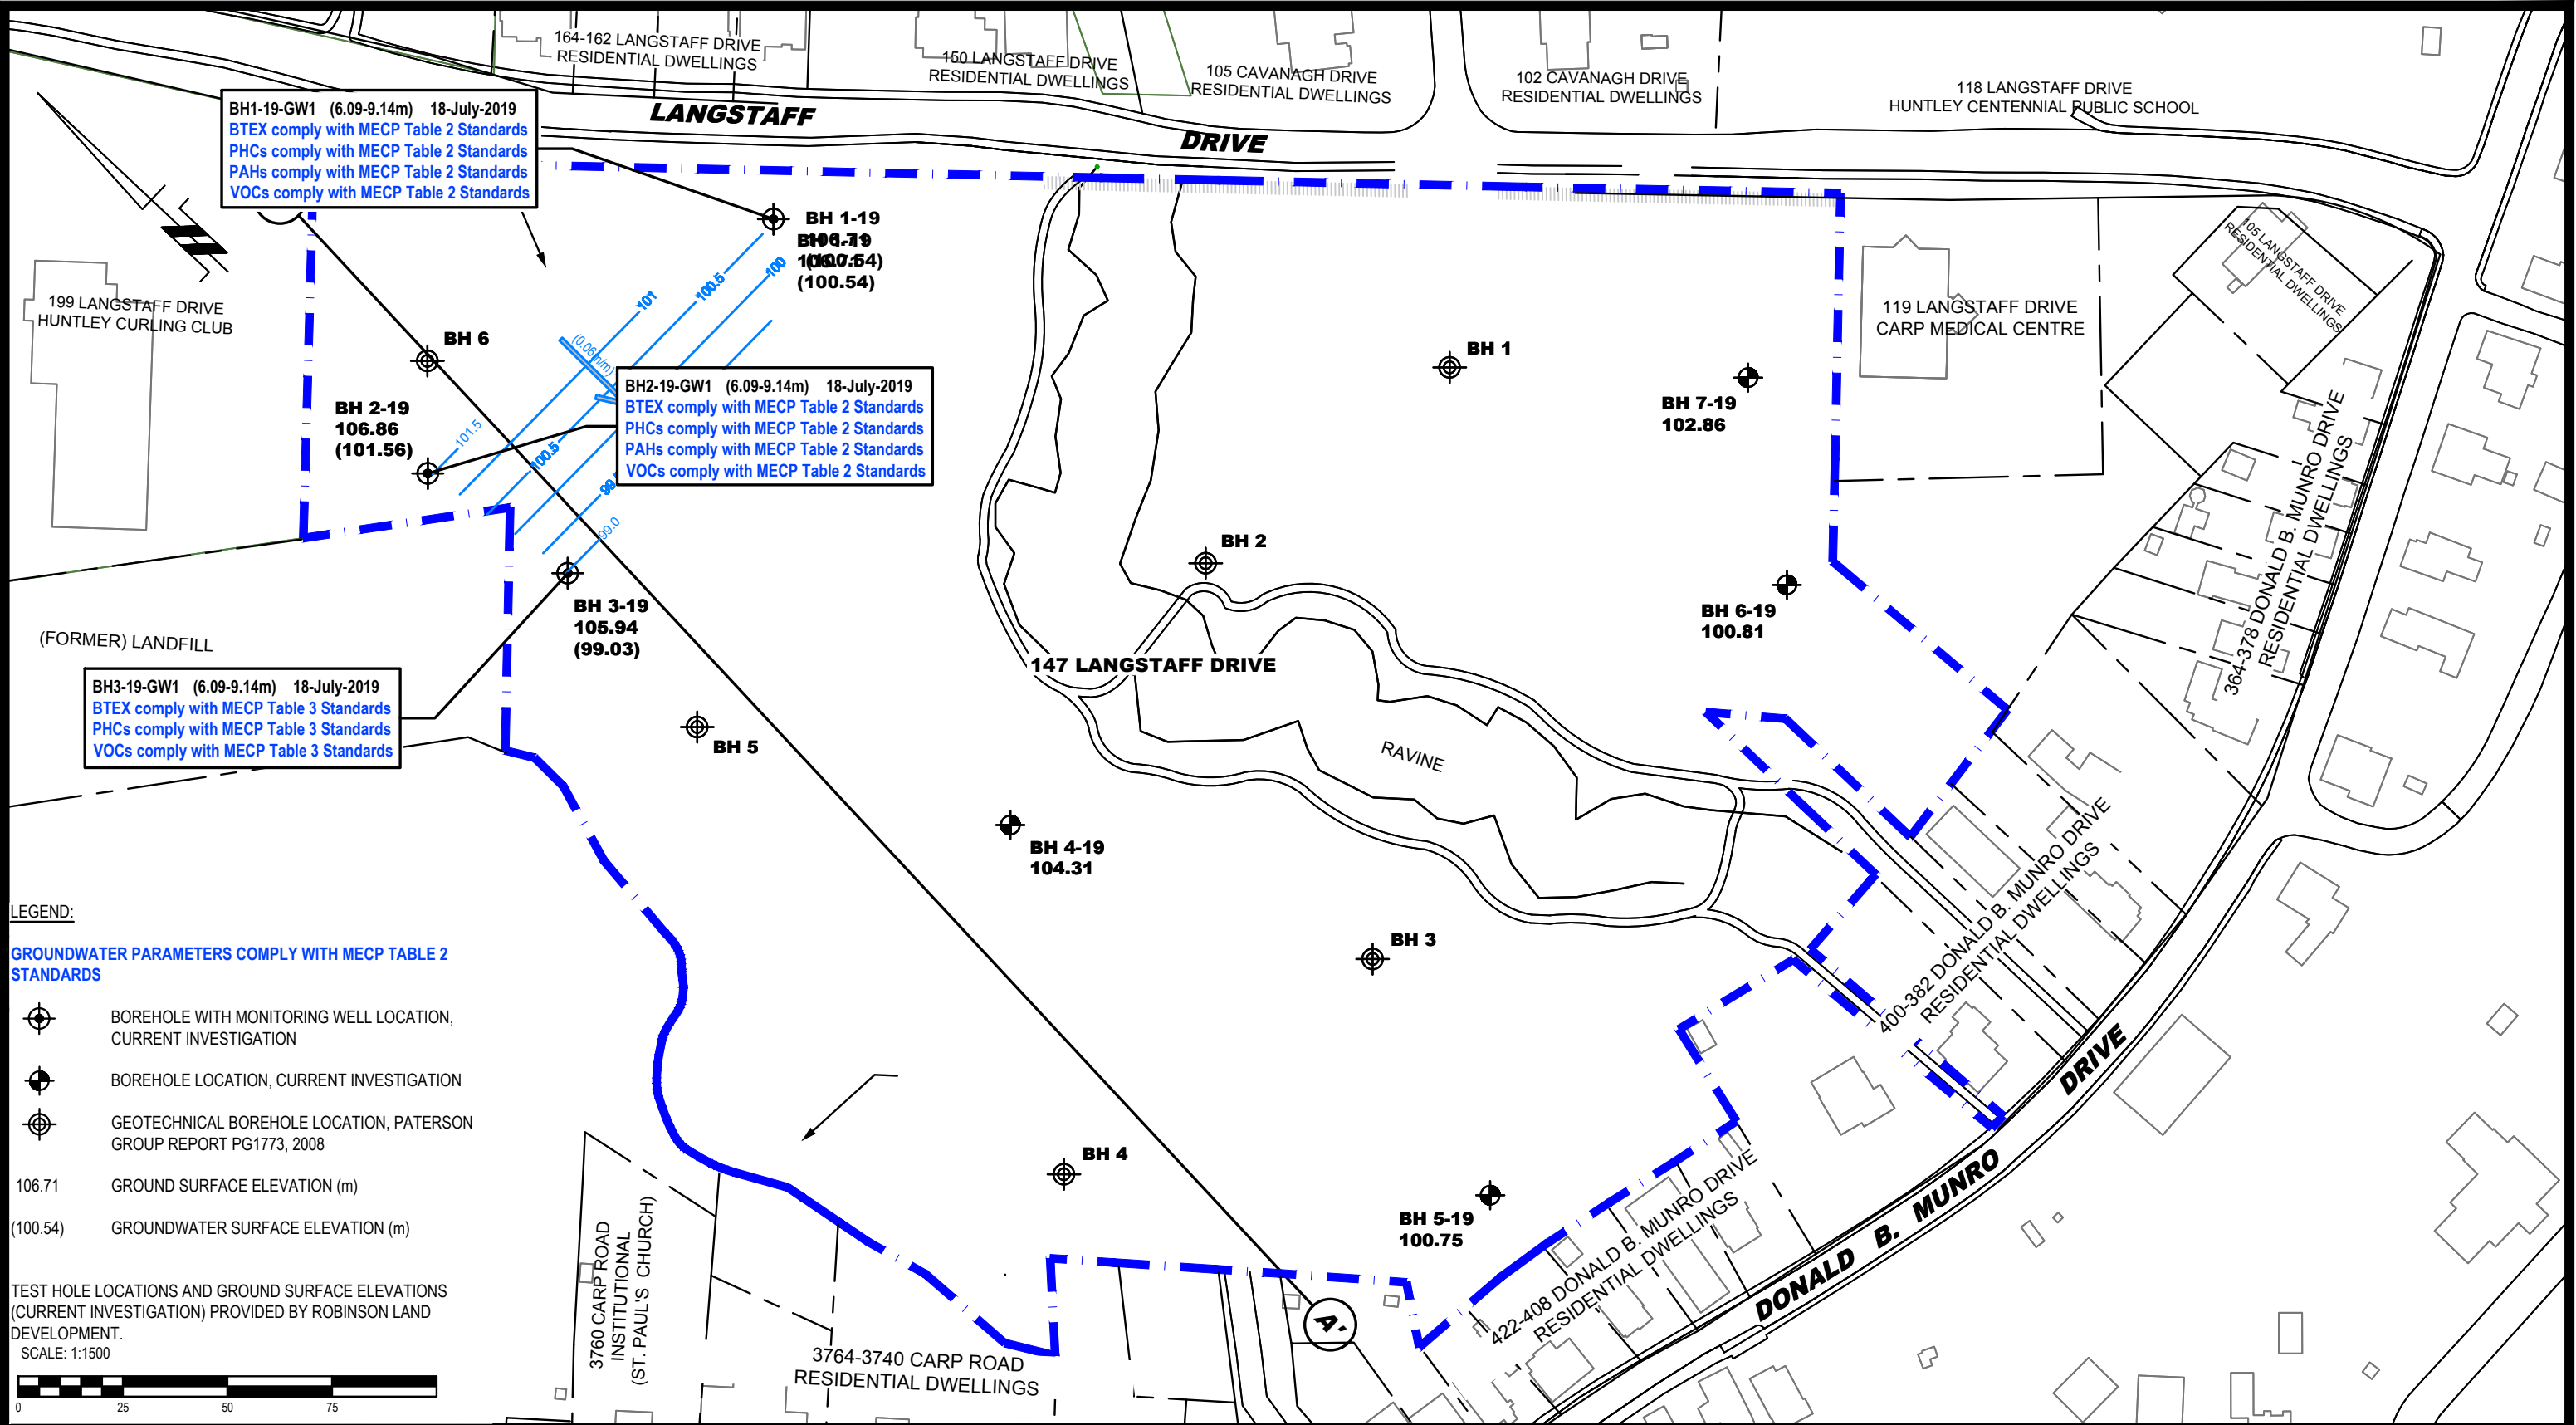 164-162 LANGSTAFF DRIVE
RESIDENTIAL DWELLINGS
150 LANGSTAFF DRIVE
RESIDENTIAL DWELLINGS
105 CAVANAGH DRIVE
RESIDENTIAL DWELLINGS
102 CAVANAGH DRIVE
RESIDENTIAL DWELLINGS
118 LANGSTAFF DRIVE
HUNTLEY CENTENNIAL PUBLIC SCHOOL
LANGSTAFF DRIVE
BH1-19-GW1 (6.09-9.14m) 18-July-2019
BTEX comply with MECP Table 2 Standards
PHCs comply with MECP Table 2 Standards
PAHs comply with MECP Table 2 Standards
VOCs comply with MECP Table 2 Standards
BH 1-19
106.71
(100.54)
BH 1-19
106.71
(100.54)
105 LANGSTAFF DRIVE
RESIDENTIAL DWELLINGS
199 LANGSTAFF DRIVE
HUNTLEY CURLING CLUB
101
100.5
100
119 LANGSTAFF DRIVE
CARP MEDICAL CENTRE
BH 6
(0.06m/m)
BH 1
BH 7-19
102.86
BH2-19-GW1 (6.09-9.14m) 18-July-2019
BTEX comply with MECP Table 2 Standards
PHCs comply with MECP Table 2 Standards
PAHs comply with MECP Table 2 Standards
VOCs comply with MECP Table 2 Standards
BH 2-19
106.86
(101.56)
101.5
100.5
99.0
364-378 DONALD B. MUNRO DRIVE
RESIDENTIAL DWELLINGS
BH 2
BH 3-19
105.94
(99.03)
BH 6-19
100.81
(FORMER) LANDFILL
147 LANGSTAFF DRIVE
BH3-19-GW1 (6.09-9.14m) 18-July-2019
BTEX comply with MECP Table 3 Standards
PHCs comply with MECP Table 3 Standards
VOCs comply with MECP Table 3 Standards
BH 5
RAVINE
BH 4-19
104.31
400-382 DONALD B. MUNRO DRIVE
RESIDENTIAL DWELLINGS
BH 3
BH 4
BH 5-19
100.75
422-408 DONALD B. MUNRO DRIVE
RESIDENTIAL DWELLINGS
DONALD B. MUNRO DRIVE
A'
3760 CARP ROAD
INSTITUTIONAL
(ST. PAUL'S CHURCH)
3764-3740 CARP ROAD
RESIDENTIAL DWELLINGS
LEGEND:
GROUNDWATER PARAMETERS COMPLY WITH MECP TABLE 2
STANDARDS
BOREHOLE WITH MONITORING WELL LOCATION,
CURRENT INVESTIGATION
BOREHOLE LOCATION, CURRENT INVESTIGATION
GEOTECHNICAL BOREHOLE LOCATION, PATERSON
GROUP REPORT PG1773, 2008
106.71 GROUND SURFACE ELEVATION (m)
(100.54) GROUNDWATER SURFACE ELEVATION (m)
TEST HOLE LOCATIONS AND GROUND SURFACE ELEVATIONS
(CURRENT INVESTIGATION) PROVIDED BY ROBINSON LAND
DEVELOPMENT.
SCALE: 1:1500
0 25 50 75